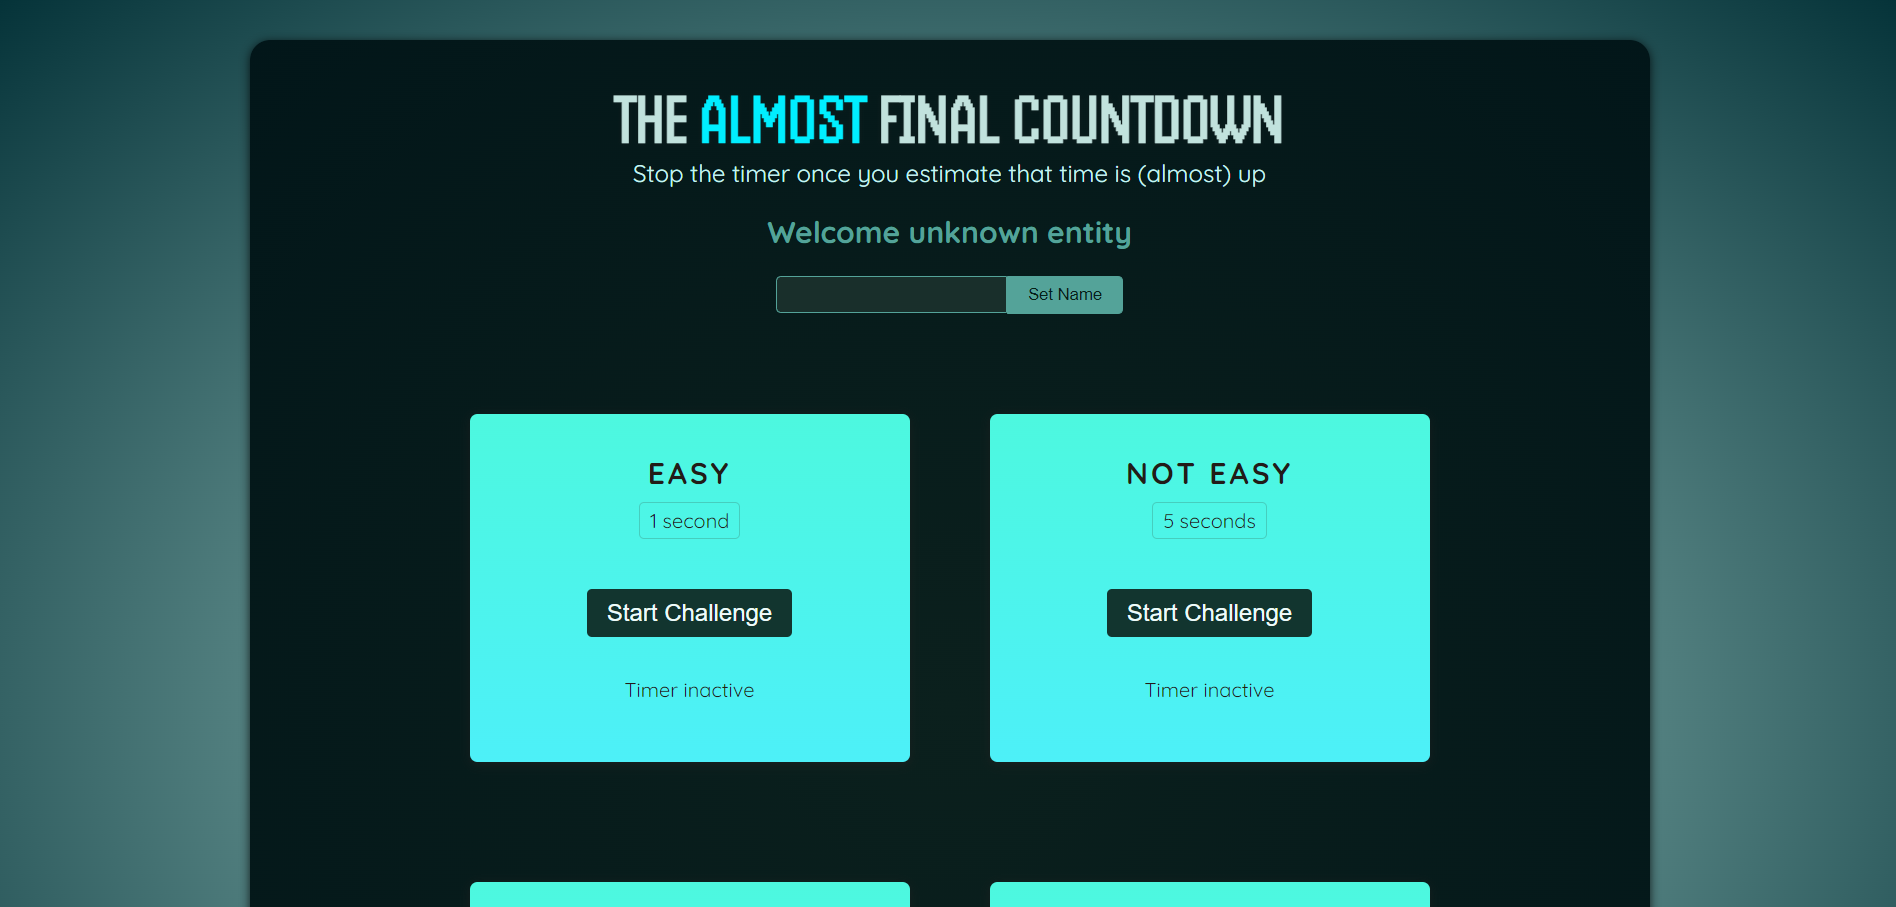 THE ALMOST FINAL COUNTDOWN
Stop the timer once you estimate that time is (almost) up
Welcome unknown entity
Set Name
EASY
1 second
Start Challenge
Timer inactive
NOT EASY
5 seconds
Start Challenge
Timer inactive